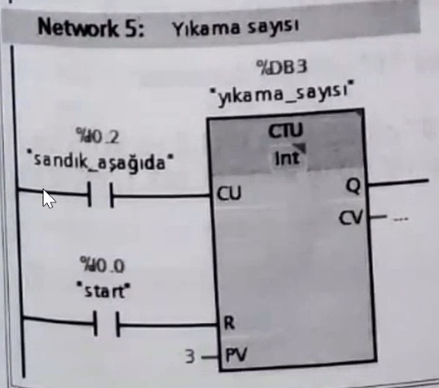 Network 5: Yıkama sayısı
%DB3
"yıkama_sayısı"
CTU
Int
%I0.2
"sandık_aşağıda"
CU
Q
CV
...
%I0.0
"start"
R
3
PV